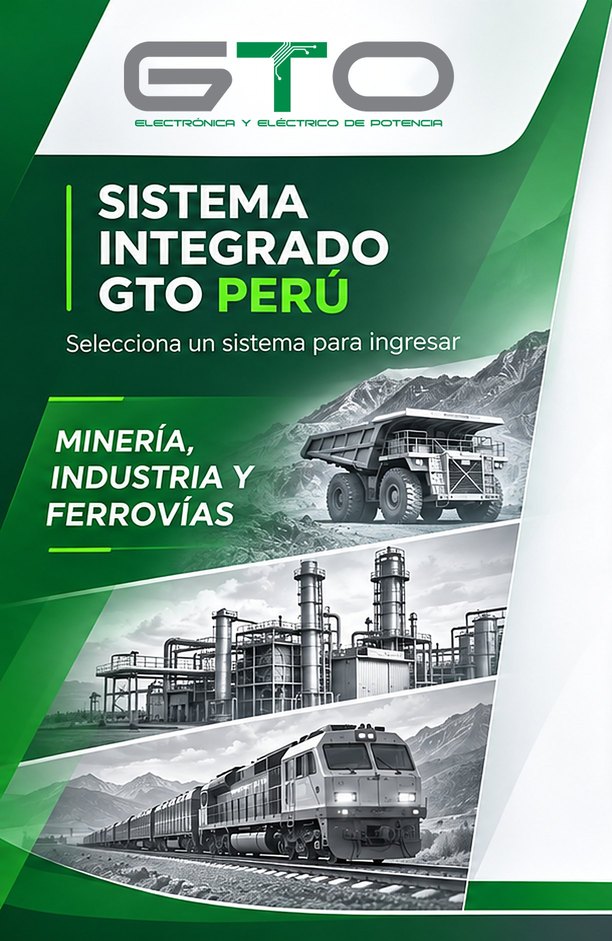 GTO
ELECTRÓNICA Y ELÉCTRICO DE POTENCIA
SISTEMA
INTEGRADO
GTO PERÚ
Selecciona un sistema para ingresar
MINERÍA,
INDUSTRIA Y
FERROVÍAS